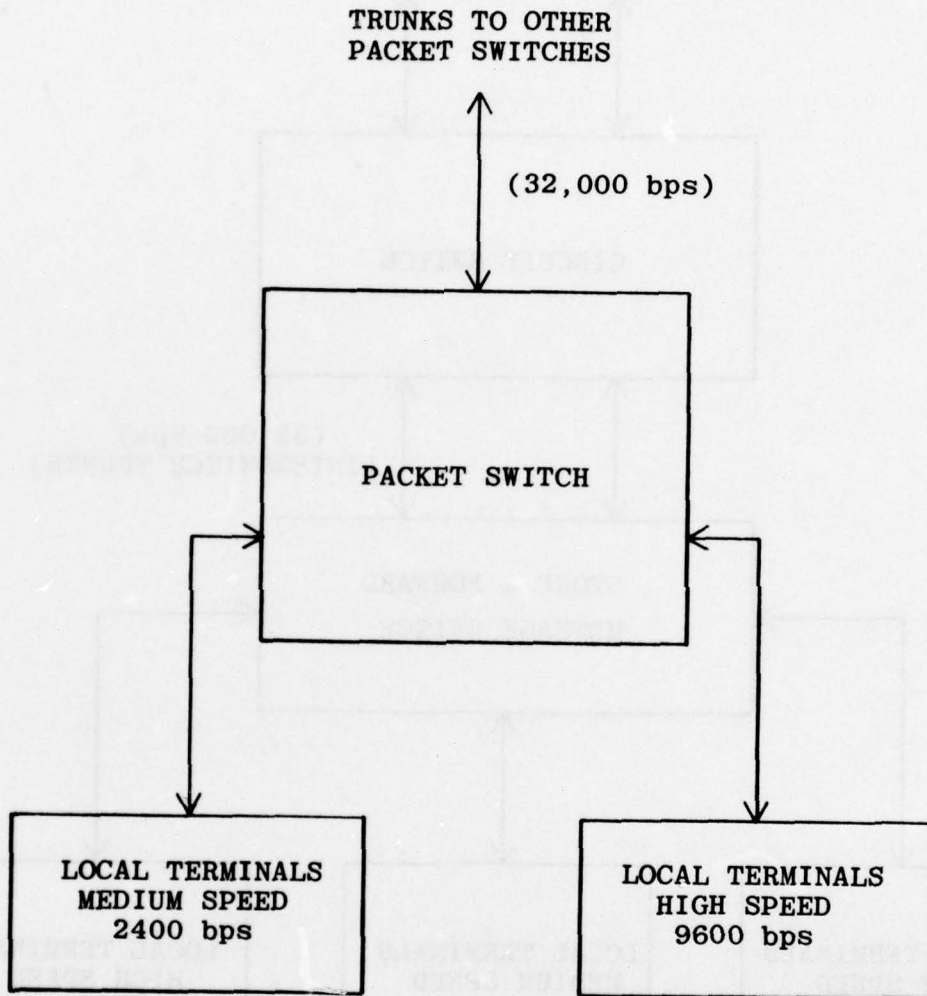 TRUNKS TO OTHER
PACKET SWITCHES
(32,000 bps)
PACKET SWITCH
LOCAL TERMINALS
MEDIUM SPEED
2400 bps
LOCAL TERMINALS
HIGH SPEED
9600 bps